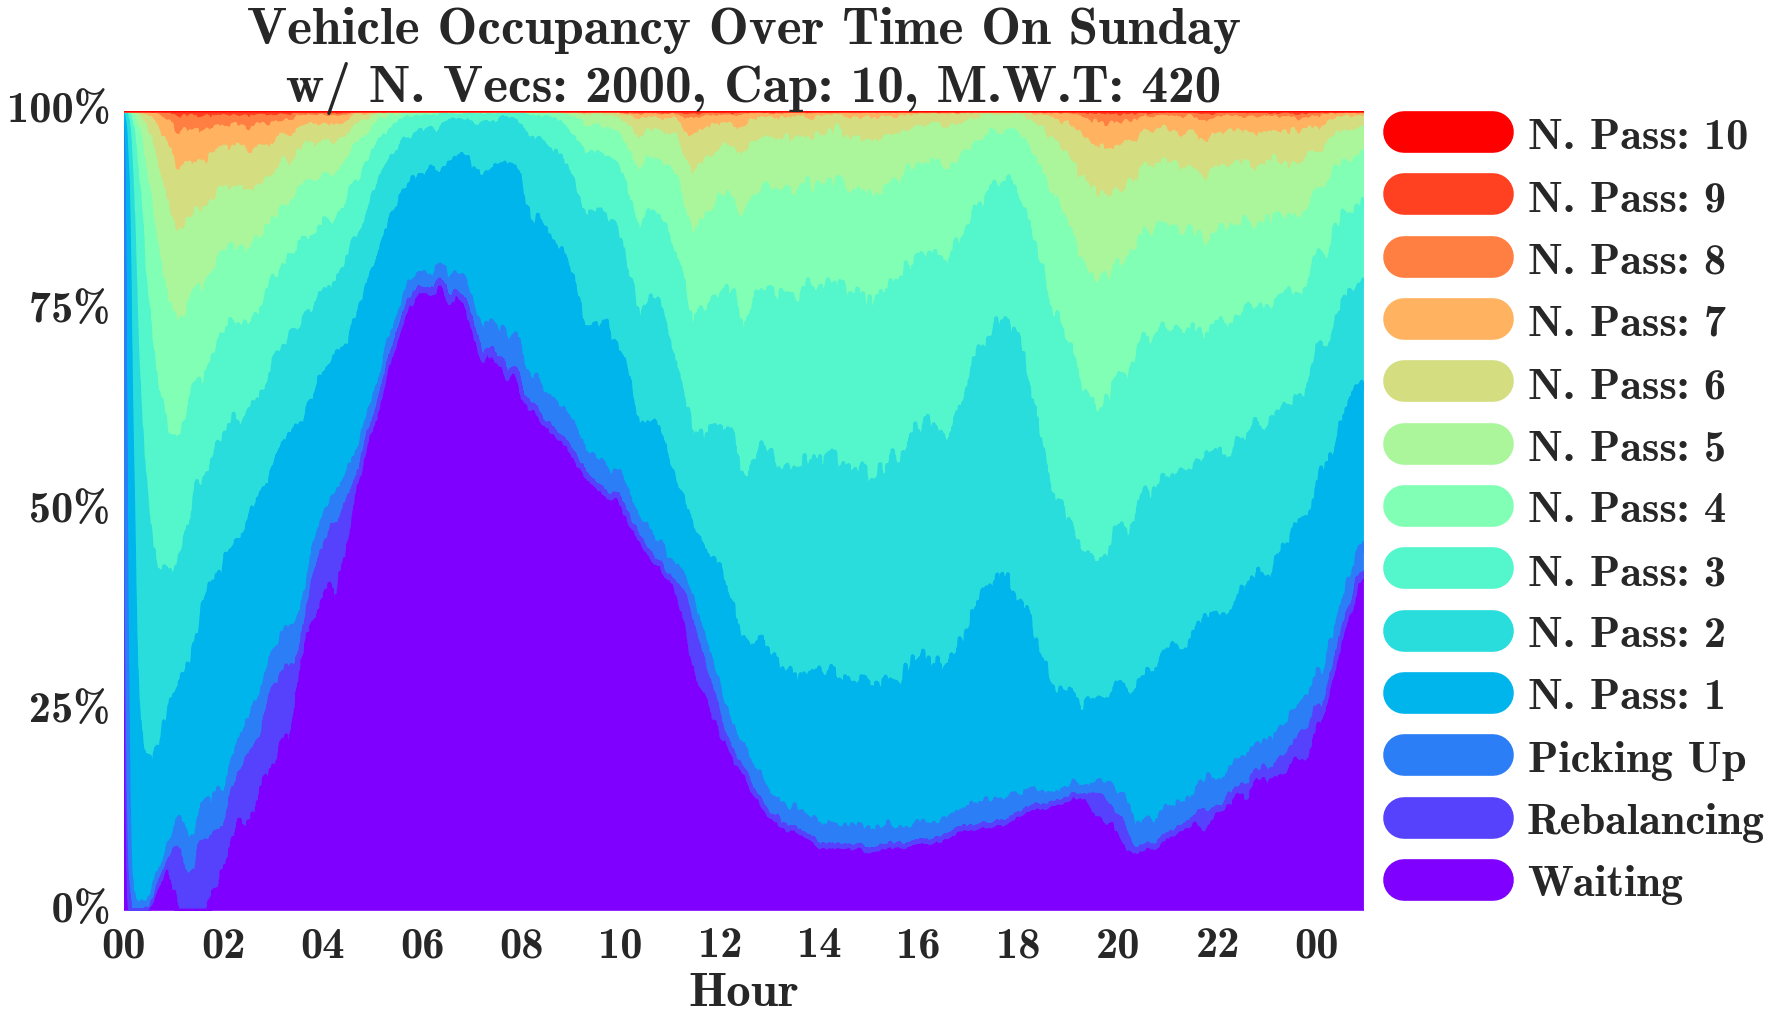 Vehicle Occupancy Over Time On Sunday
w/ N. Vecs: 2000, Cap: 10, M.W.T: 420
100%
75%
50%
25%
0%
00 02 04 06 08 10 12 14 16 18 20 22 00
Hour
N. Pass: 10
N. Pass: 9
N. Pass: 8
N. Pass: 7
N. Pass: 6
N. Pass: 5
N. Pass: 4
N. Pass: 3
N. Pass: 2
N. Pass: 1
Picking Up
Rebalancing
Waiting